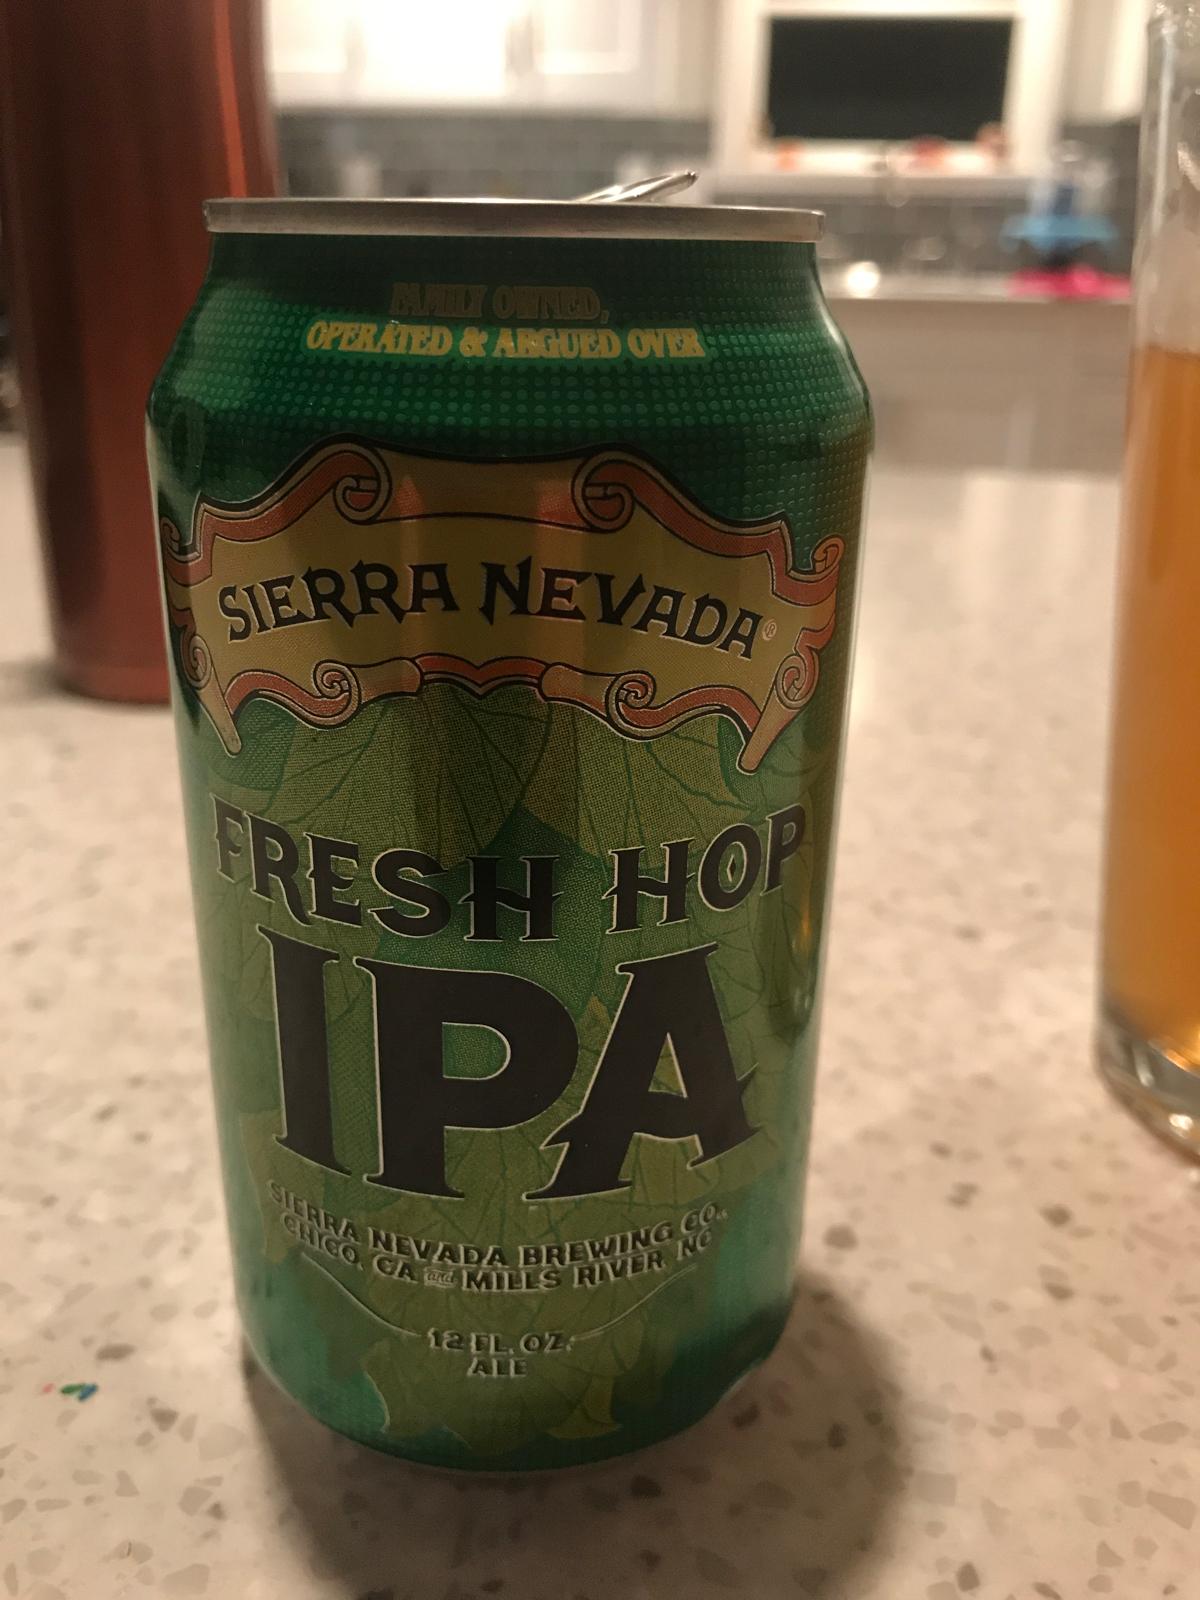 FAMILY OWNED,
OPERATED & ARGUED OVER
SIERRA NEVADA®
FRESH HOP
IPA
SIERRA NEVADA BREWING CO.
CHICO, CA and MILLS RIVER, NC
12 FL. OZ.
ALE